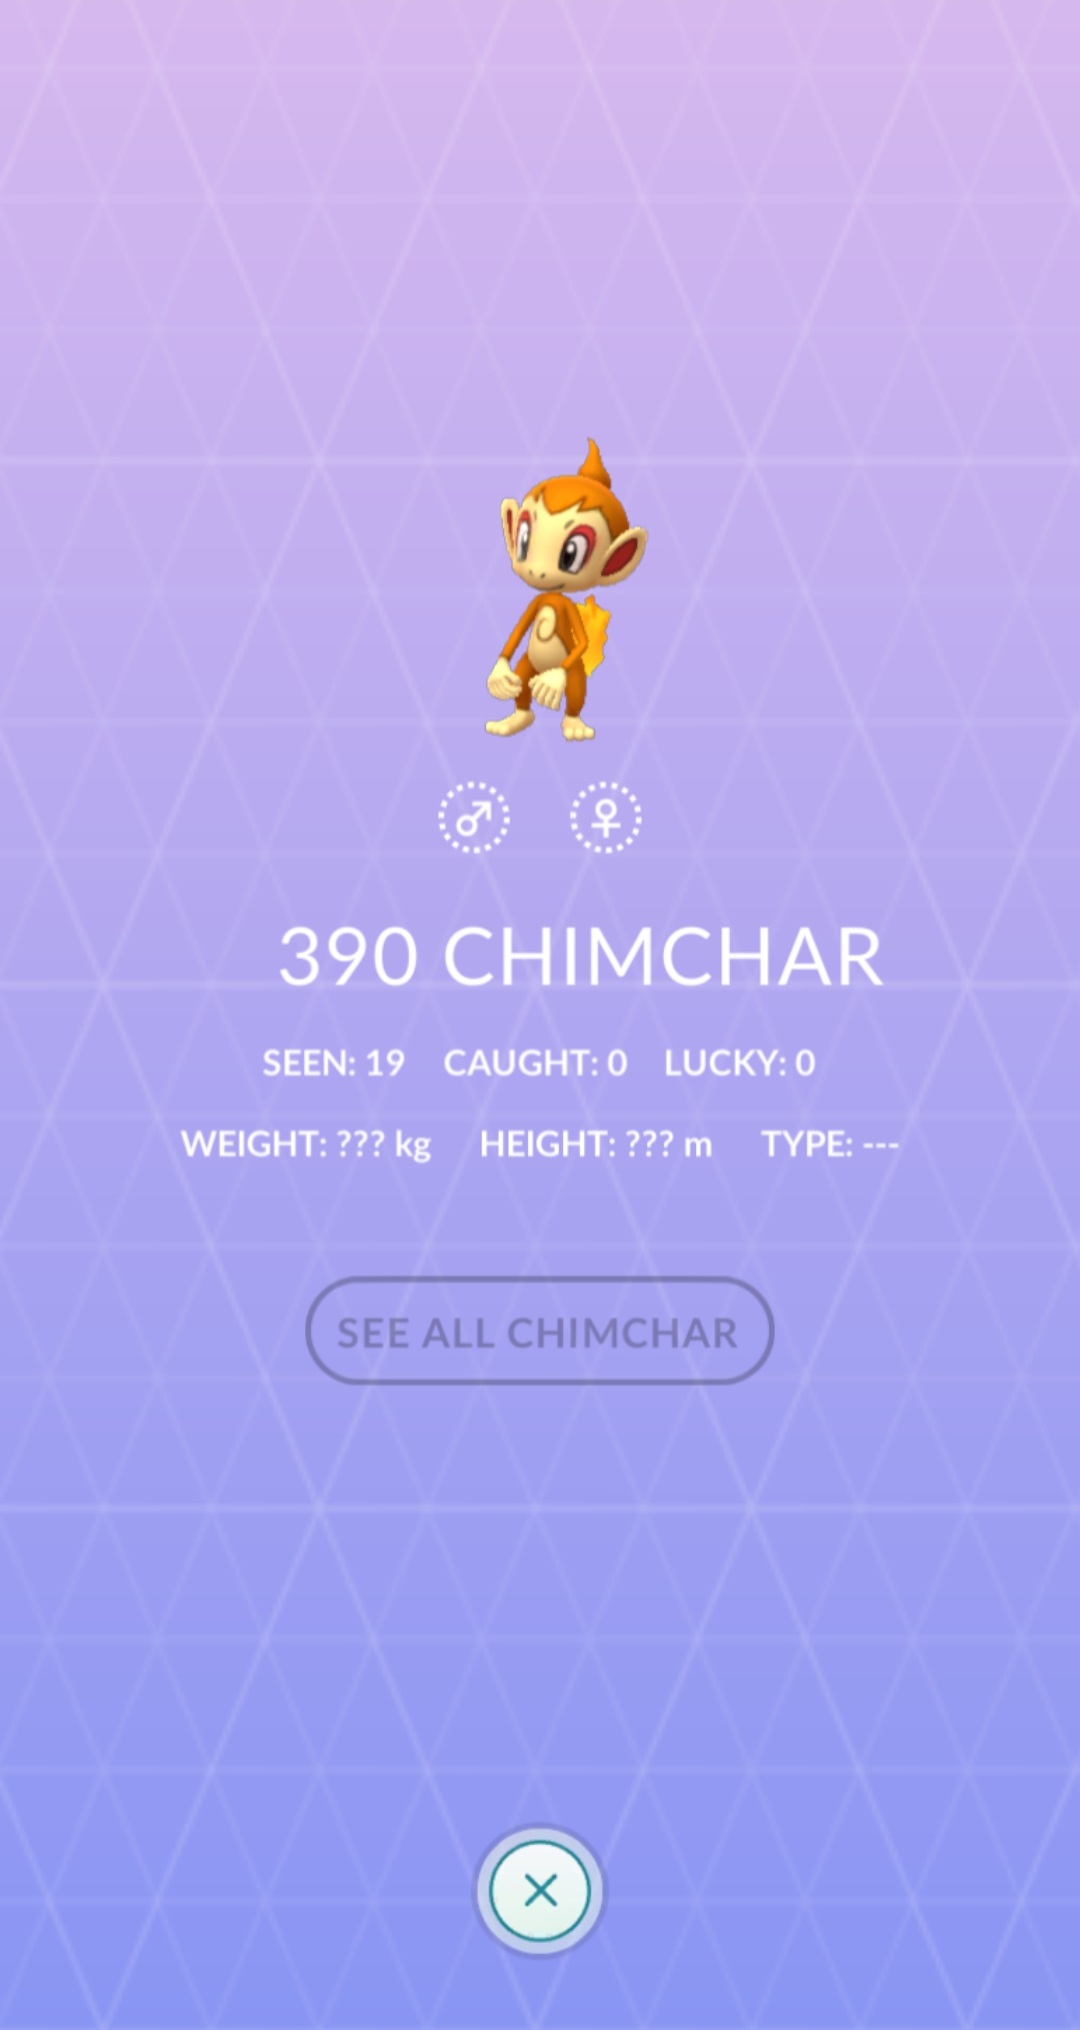 390 CHIMCHAR
SEEN: 19 CAUGHT: 0 LUCKY: 0
WEIGHT: ??? kg HEIGHT: ??? m TYPE: ---
SEE ALL CHIMCHAR